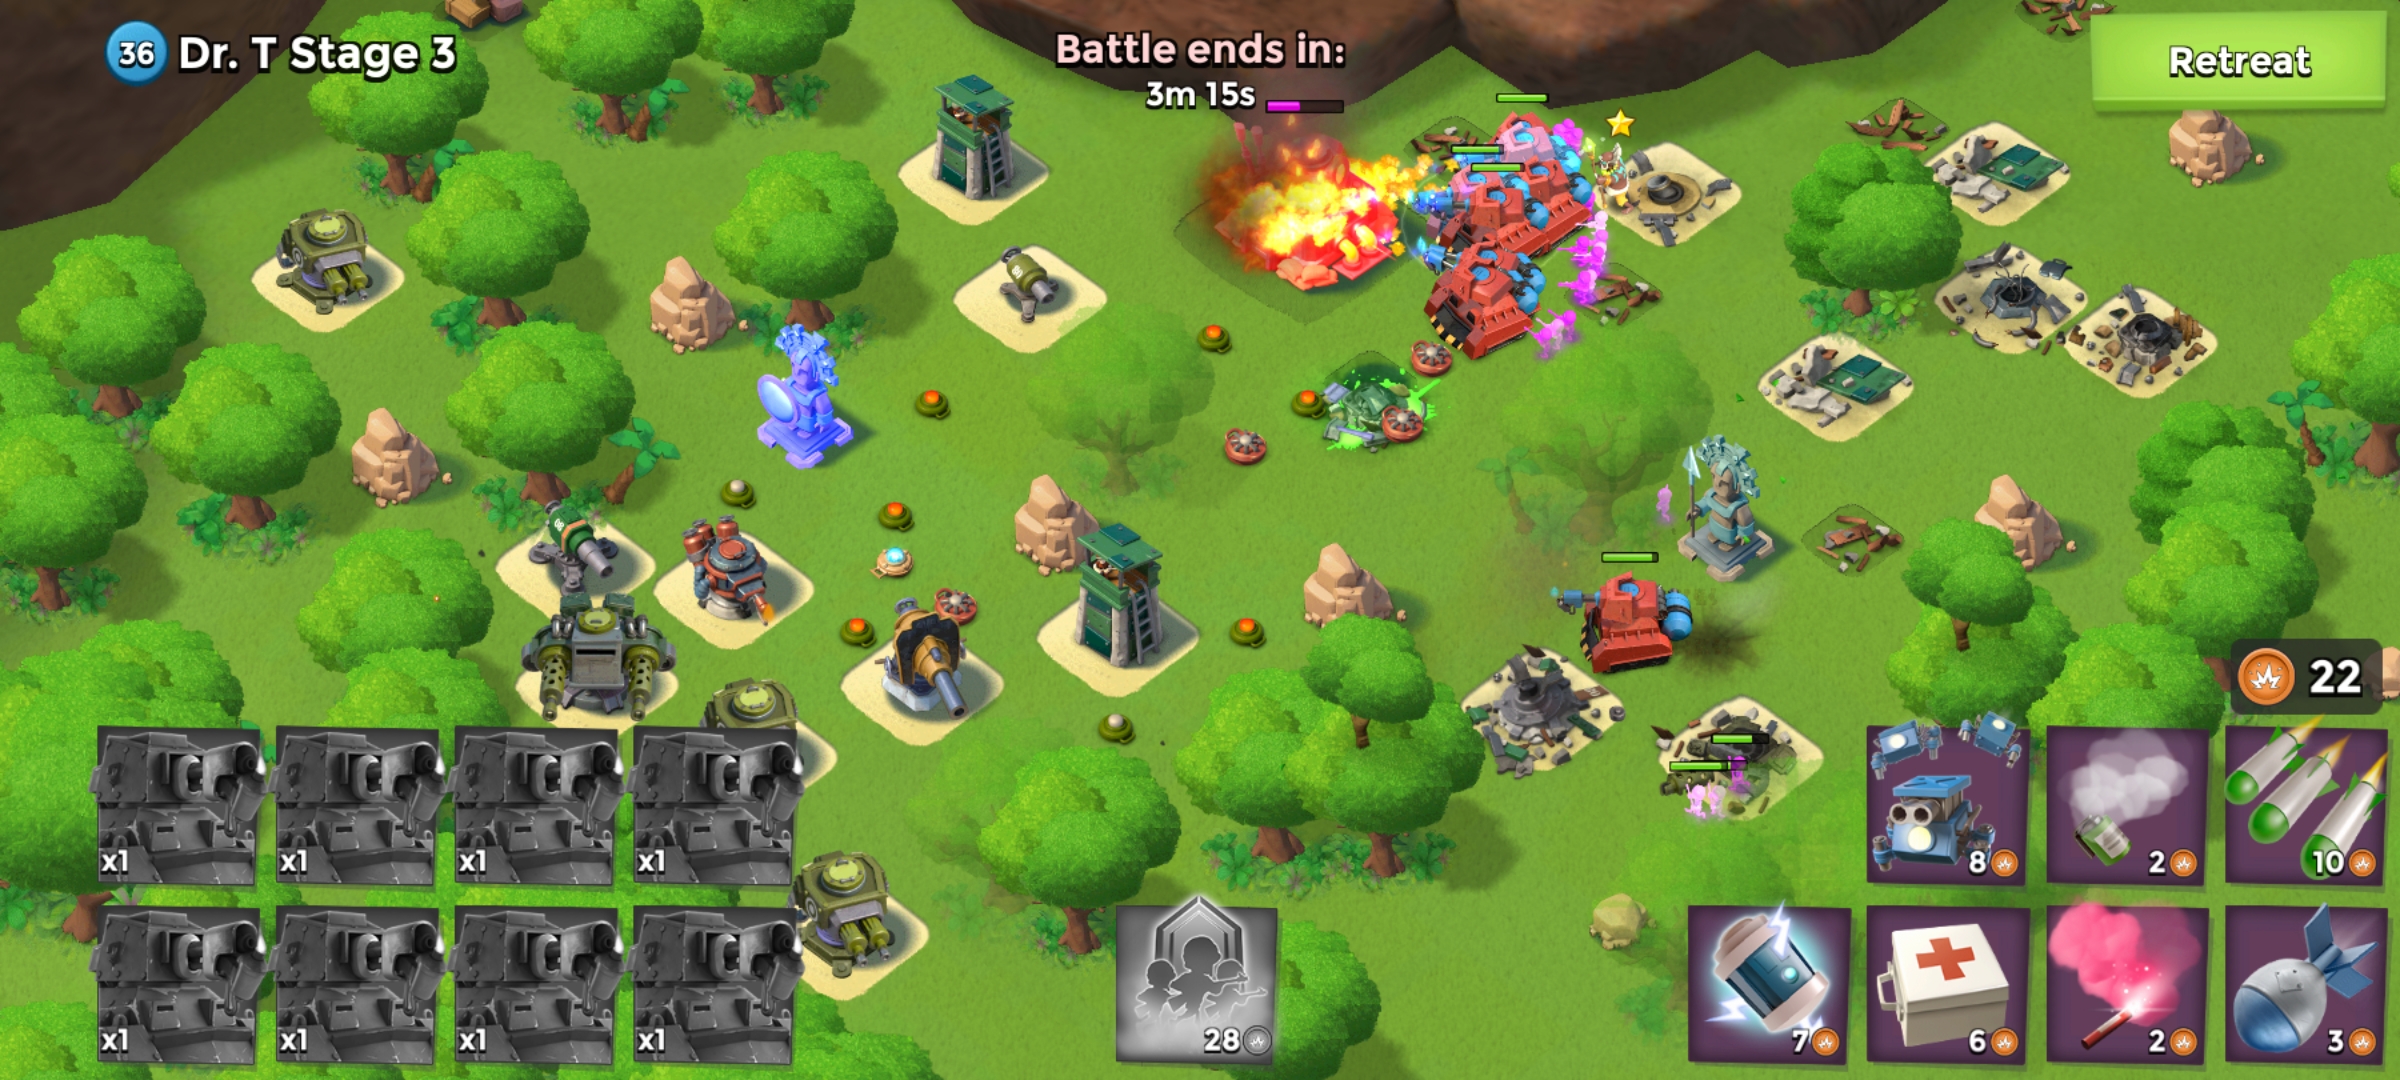 36 Dr. T Stage 3
Battle ends in:
3m 15s
Retreat
22
x1
x1
x1
x1
8
2
10
x1
x1
x1
x1
28
7
6
2
3